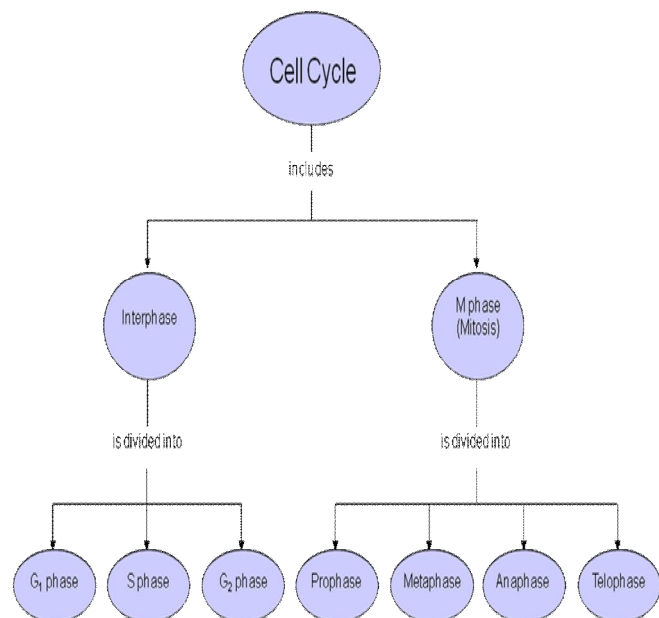 Cell Cycle
includes
Interphase
M phase
(Mitosis)
is divided into
is divided into
G₁ phase
S phase
G₂ phase
Prophase
Metaphase
Anaphase
Telophase